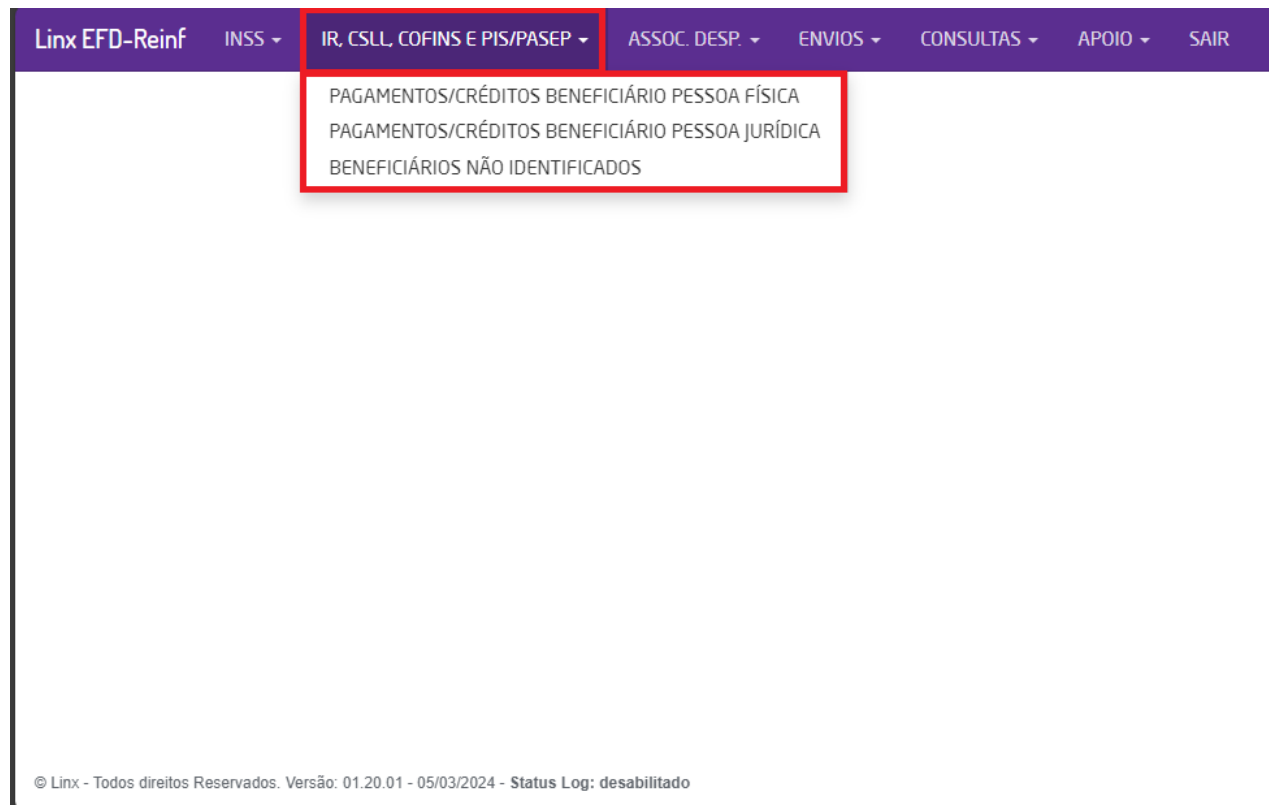 Linx EFD-Reinf INSS IR, CSLL, COFINS E PIS/PASEP ASSOC. DESP. ENVIOS CONSULTAS APOIO SAIR
PAGAMENTOS/CRÉDITOS BENEFICIÁRIO PESSOA FÍSICA
PAGAMENTOS/CRÉDITOS BENEFICIÁRIO PESSOA JURÍDICA
BENEFICIÁRIOS NÃO IDENTIFICADOS
© Linx - Todos direitos Reservados. Versão: 01.20.01 - 05/03/2024 - Status Log: desabilitado